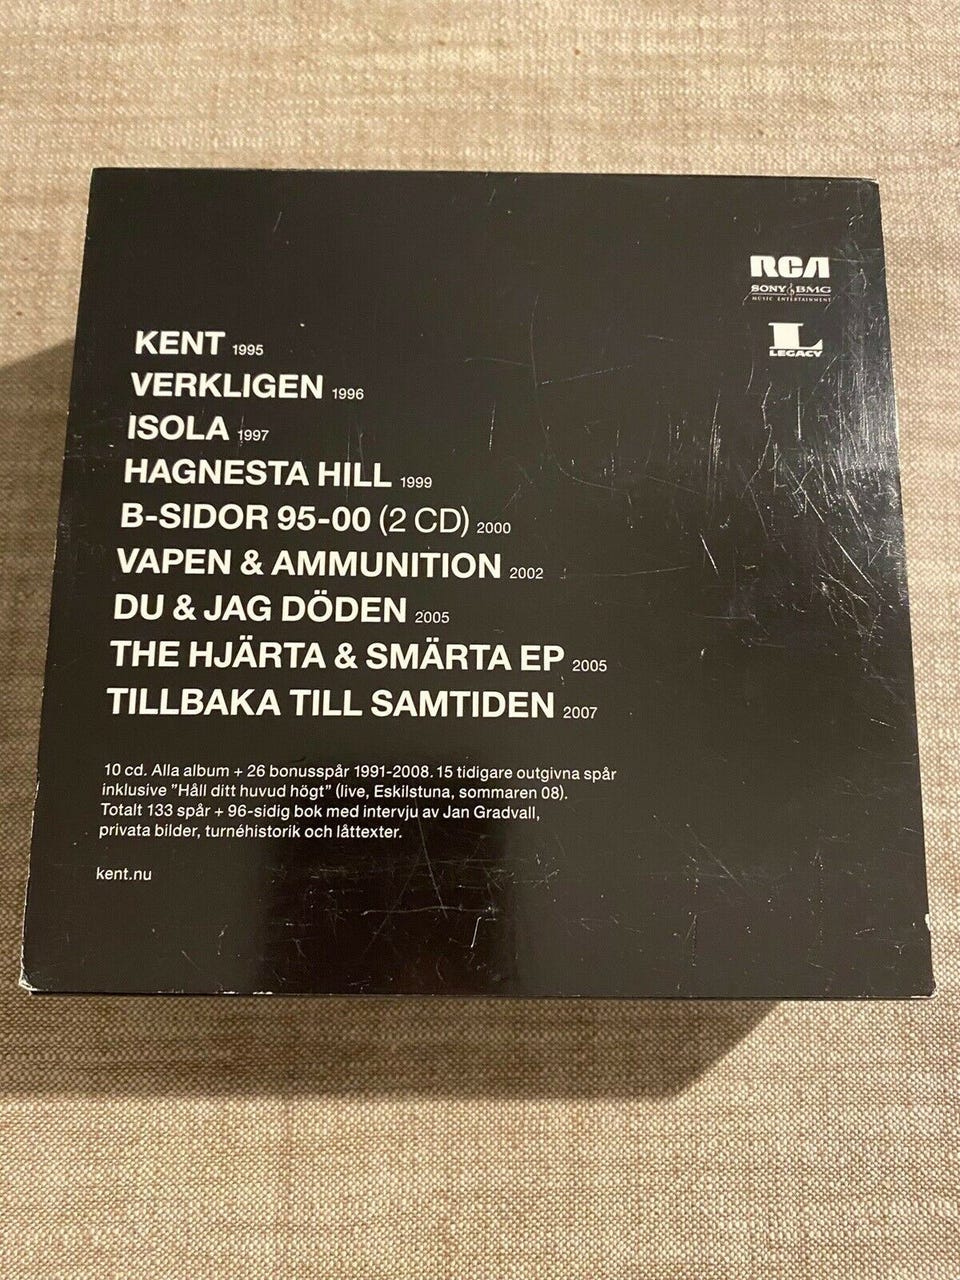 RCA
SONY BMG
MUSIC ENTERTAINMENT
L
LEGACY
KENT 1995
VERKLIGEN 1996
ISOLA 1997
HAGNESTA HILL 1999
B-SIDOR 95-00 (2 CD) 2000
VAPEN & AMMUNITION 2002
DU & JAG DÖDEN 2005
THE HJÄRTA & SMÄRTA EP 2005
TILLBAKA TILL SAMTIDEN 2007
10 cd. Alla album + 26 bonusspår 1991-2008. 15 tidigare outgivna spår
inklusive ”Håll ditt huvud högt” (live, Eskilstuna, sommaren 08).
Totalt 133 spår + 96-sidig bok med intervju av Jan Gradvall,
privata bilder, turnéhistorik och låttexter.
kent.nu